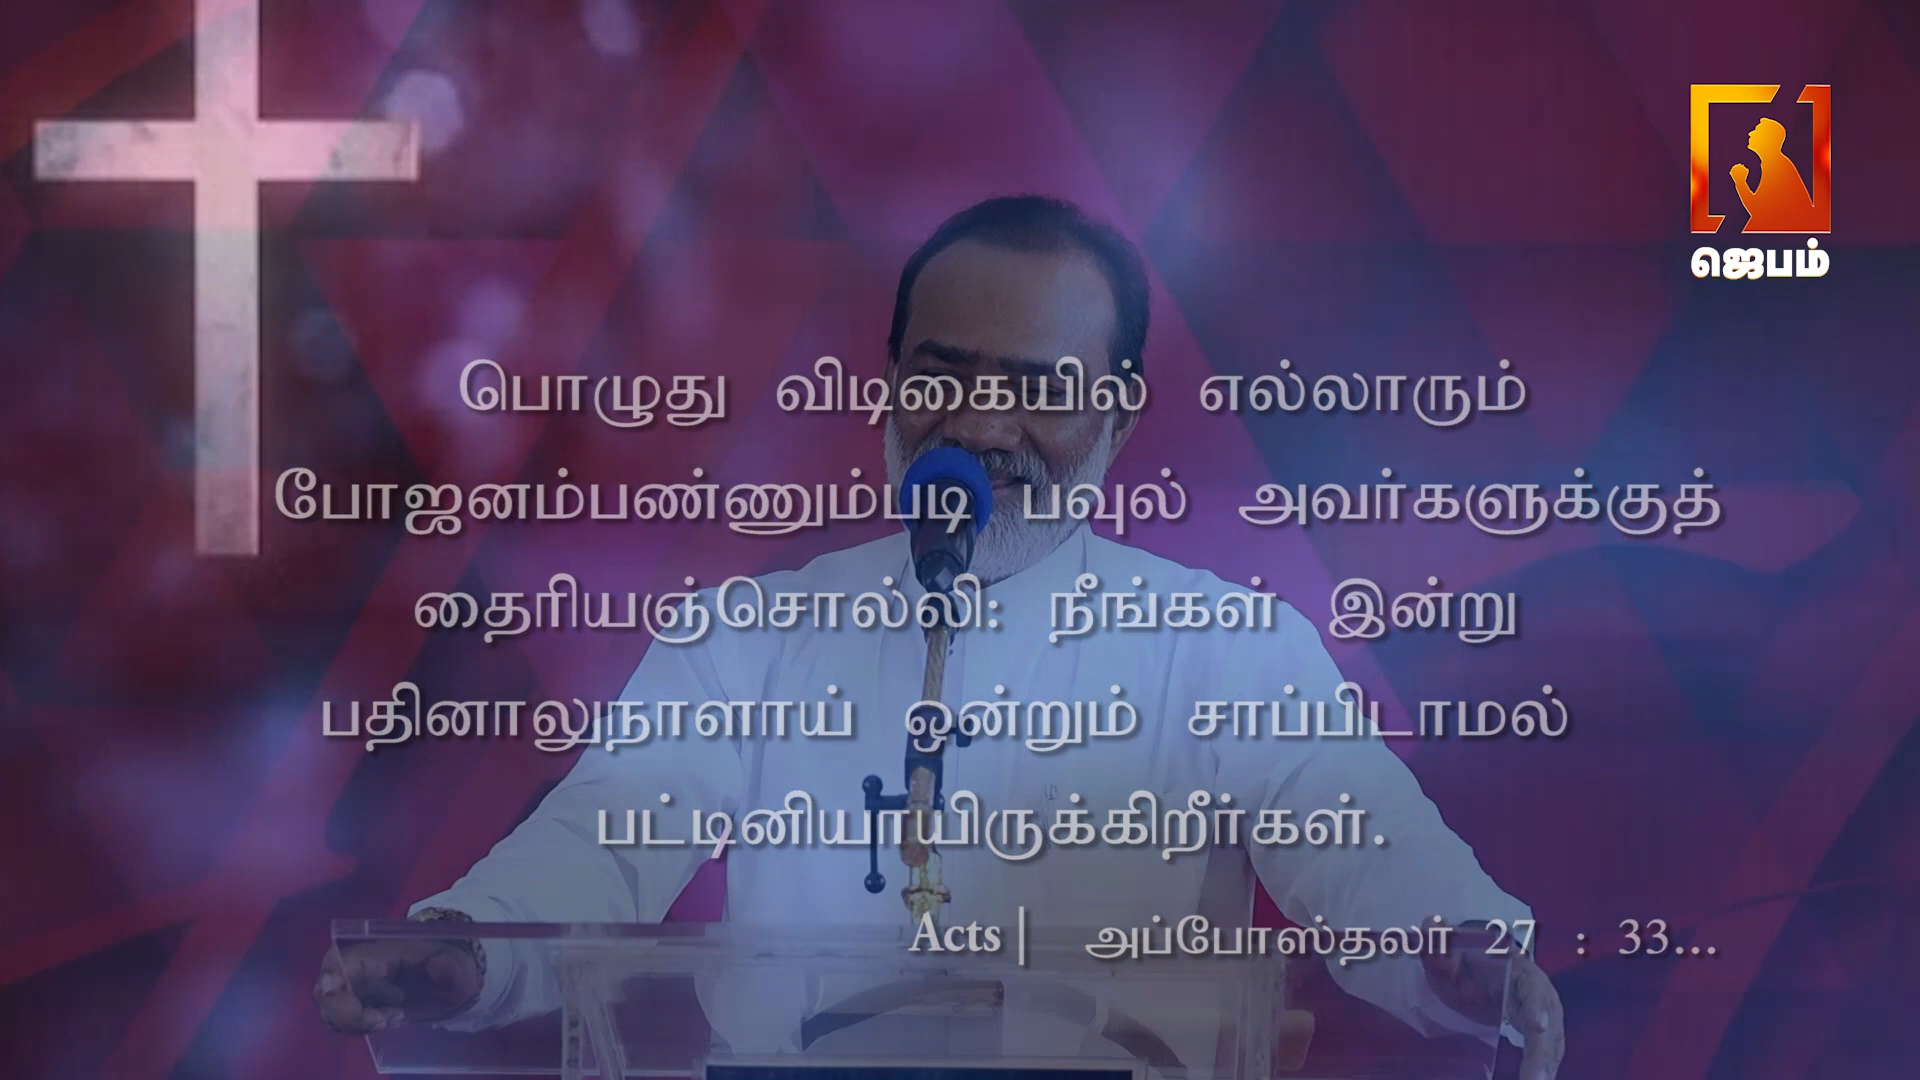 ஜெபம்
பொழுது விடிகையில் எல்லாரும்
போஜனம்பண்ணும்படி பவுல் அவர்களுக்குத்
தைரியஞ்சொல்லி: நீங்கள் இன்று
பதினாலுநாளாய் ஒன்றும் சாப்பிடாமல்
பட்டினியாயிருக்கிறீர்கள்.
Acts| அப்போஸ்தலர் 27 : 33...